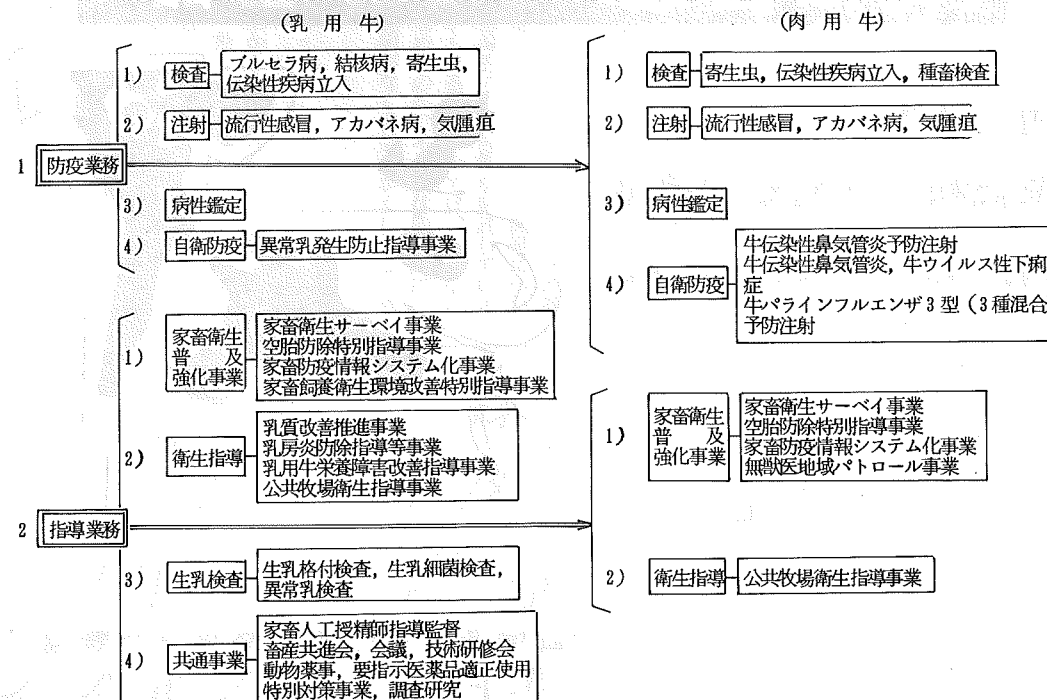 (乳 用 牛)
1) 検査 ブルセラ病，結核病，寄生虫，
伝染性疾病立入
2) 注射 流行性感冒，アカバネ病，気腫疽
1 防疫業務
3) 病性鑑定
4) 自衛防疫 異常乳発生防止指導事業
1) 家畜衛生
普 及
強化事業
家畜衛生サーベイ事業
空胎防除特別指導事業
家畜防疫情報システム化事業
家畜飼養衛生環境改善特別指導事業
2) 衛生指導
乳質改善推進事業
乳房炎防除指導等事業
乳用牛栄養障害改善指導事業
公共牧場衛生指導事業
2 指導業務
3) 生乳検査 生乳格付検査，生乳細菌検査，
異常乳検査
4) 共通事業
家畜人工授精師指導監督
畜産共進会，会議，技術研修会
動物薬事，要指示医薬品適正使用
特別対策事業，調査研究
(肉 用 牛)
1) 検査 寄生虫，伝染性疾病立入，種畜検査
2) 注射 流行性感冒，アカバネ病，気腫疽
3) 病性鑑定
4) 自衛防疫
牛伝染性鼻気管炎予防注射
牛伝染性鼻気管炎，牛ウイルス性下痢
症
牛パラインフルエンザ3型（3種混合
予防注射
1) 家畜衛生
普 及
強化事業
家畜衛生サーベイ事業
空胎防除特別指導事業
家畜防疫情報システム化事業
無獣医地域パトロール事業
2) 衛生指導 公共牧場衛生指導事業